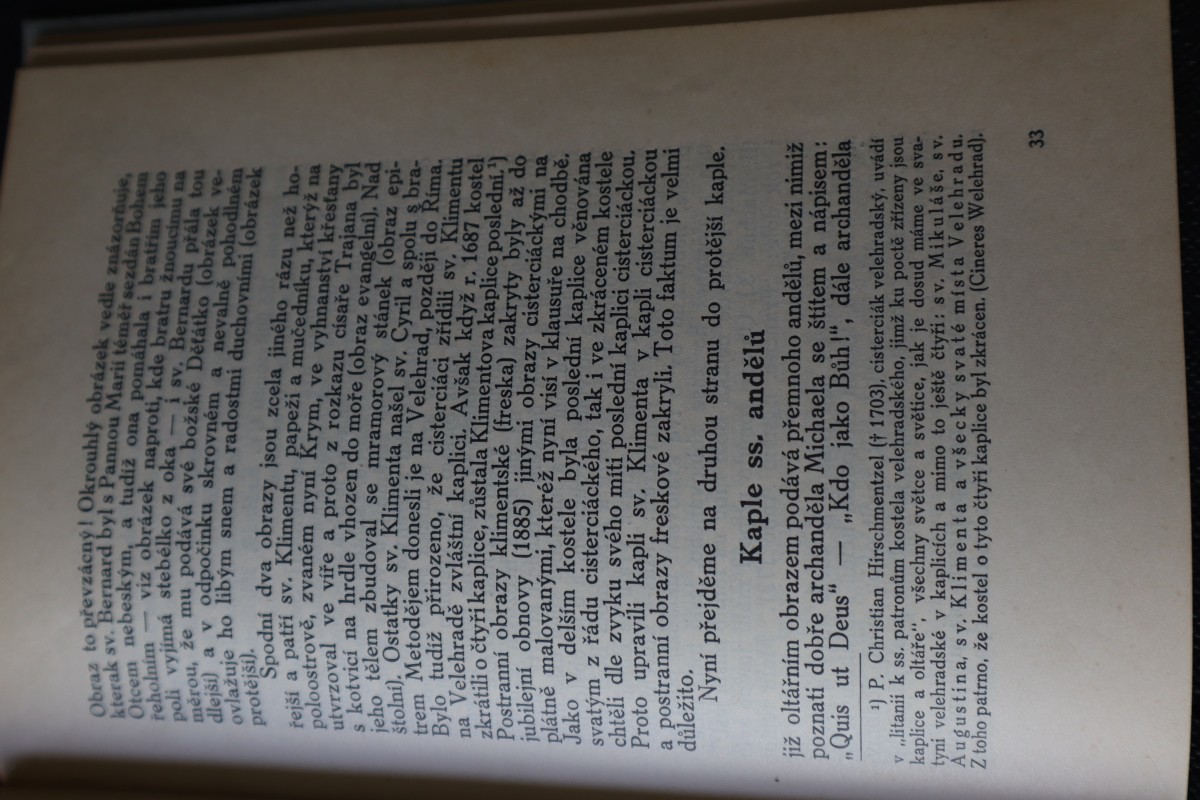 Obraz to převzácný! Okrouhlý obrázek vedle znázorňuje,
kterak sv. Bernard byl s Pannou Marií téměř sezdán Bohem
Otcem nebeským, a tudíž ona pomáhala i bratřím jeho
řeholním — viz obrázek naproti, kde bratru žnoucímu na
poli vyjímá stebélko z oka — i sv. Bernardu přála tou
měrou, že mu podává své božské Děťátko (obrázek ve-
dlejší) a v odpočinku skrovném a nevalně pohodlném
ovlažuje ho libým snem a radostmi duchovními (obrázek
protější).
Spodní dva obrazy jsou zcela jiného rázu než ho-
řejší a patří sv. Klimentu, papeži a mučedníku, kterýž na
poloostrově, zvaném nyní Krym, ve vyhnanství křesťany
utvrzoval ve víře a proto z rozkazu císaře Trajana byl
s kotvicí na hrdle vhozen do moře (obraz evangelní). Nad
jeho tělem zbudoval se mramorový stánek (obraz epi-
štolní). Ostatky sv. Klimenta našel sv. Cyril a spolu s bra-
trem Metodějem donesli je na Velehrad, později do Říma.
Bylo tudíž přirozeno, že cisterciáci zřídili sv. Klimentu
na Velehradě zvláštní kaplici. Avšak když r. 1687 kostel
zkrátili o čtyři kaplice, zůstala Klimentova kaplice poslední.¹)
Postranní obrazy klimentské (freska) zakryty byly až do
jubilejní obnovy (1885) jinými obrazy cisterciáckými na
plátně malovanými, kteréž nyní visí v klausuře na chodbě.
Jako v delším kostele byla poslední kaplice věnována
svatým z řádu cisterciáckého, tak i ve zkráceném kostele
chtěli dle zvyku svého míti poslední kaplici cisterciáckou.
Proto upravili kapli sv. Klimenta v kapli cisterciáckou
a postranní obrazy freskové zakryli. Toto faktum je velmi
důležito.
Nyní přejděme na druhou stranu do protější kaple.
Kaple ss. andělů
již oltářním obrazem podává přemnoho andělů, mezi nimiž
poznati dobře archanděla Michaela se štítem a nápisem:
„Quis ut Deus" — „Kdo jako Bůh!", dále archanděla
¹) P. Christian Hirschmentzel († 1703), cisterciák velehradský, uvádí
v „litanii k ss. patronům kostela velehradského, jimž ku poctě zřízeny jsou
kaplice a oltáře", všechny světce a světice, jak je dosud máme ve sva-
tyni velehradské v kaplicích a mimo to ještě čtyři: sv. Mikuláše, sv.
Augustina, sv. Klimenta a všecky svaté místa Velehradu.
Z toho patrno, že kostel o tyto čtyři kaplice byl zkrácen. (Cineres Welehrad).
33